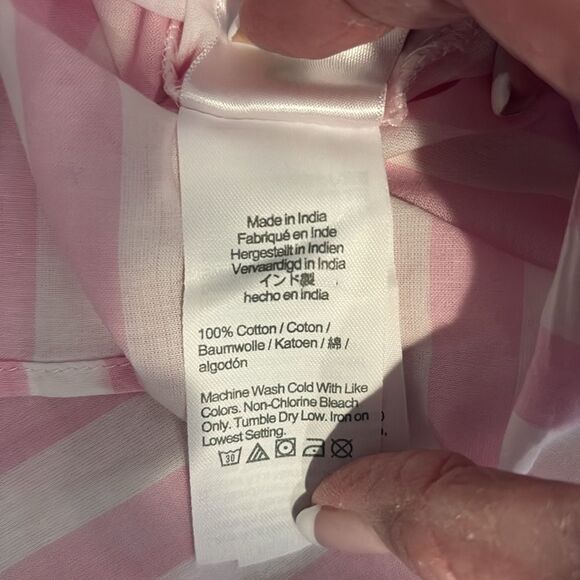 Made in India
Fabriqué en Inde
Hergestellt in Indien
Vervaardigd in India
インド製
hecho en india
100% Cotton / Coton /
Baumwolle / Katoen / 綿 /
algodón
Machine Wash Cold With Like
Colors. Non-Chlorine Bleach
Only. Tumble Dry Low. Iron on
Lowest Setting.
30